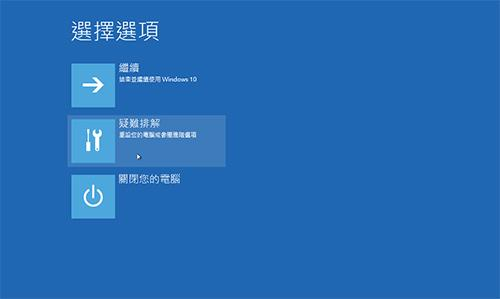 選擇選項
繼續
結束並繼續使用 Windows 10
疑難排解
重設您的電腦或參閱進階選項
關閉您的電腦